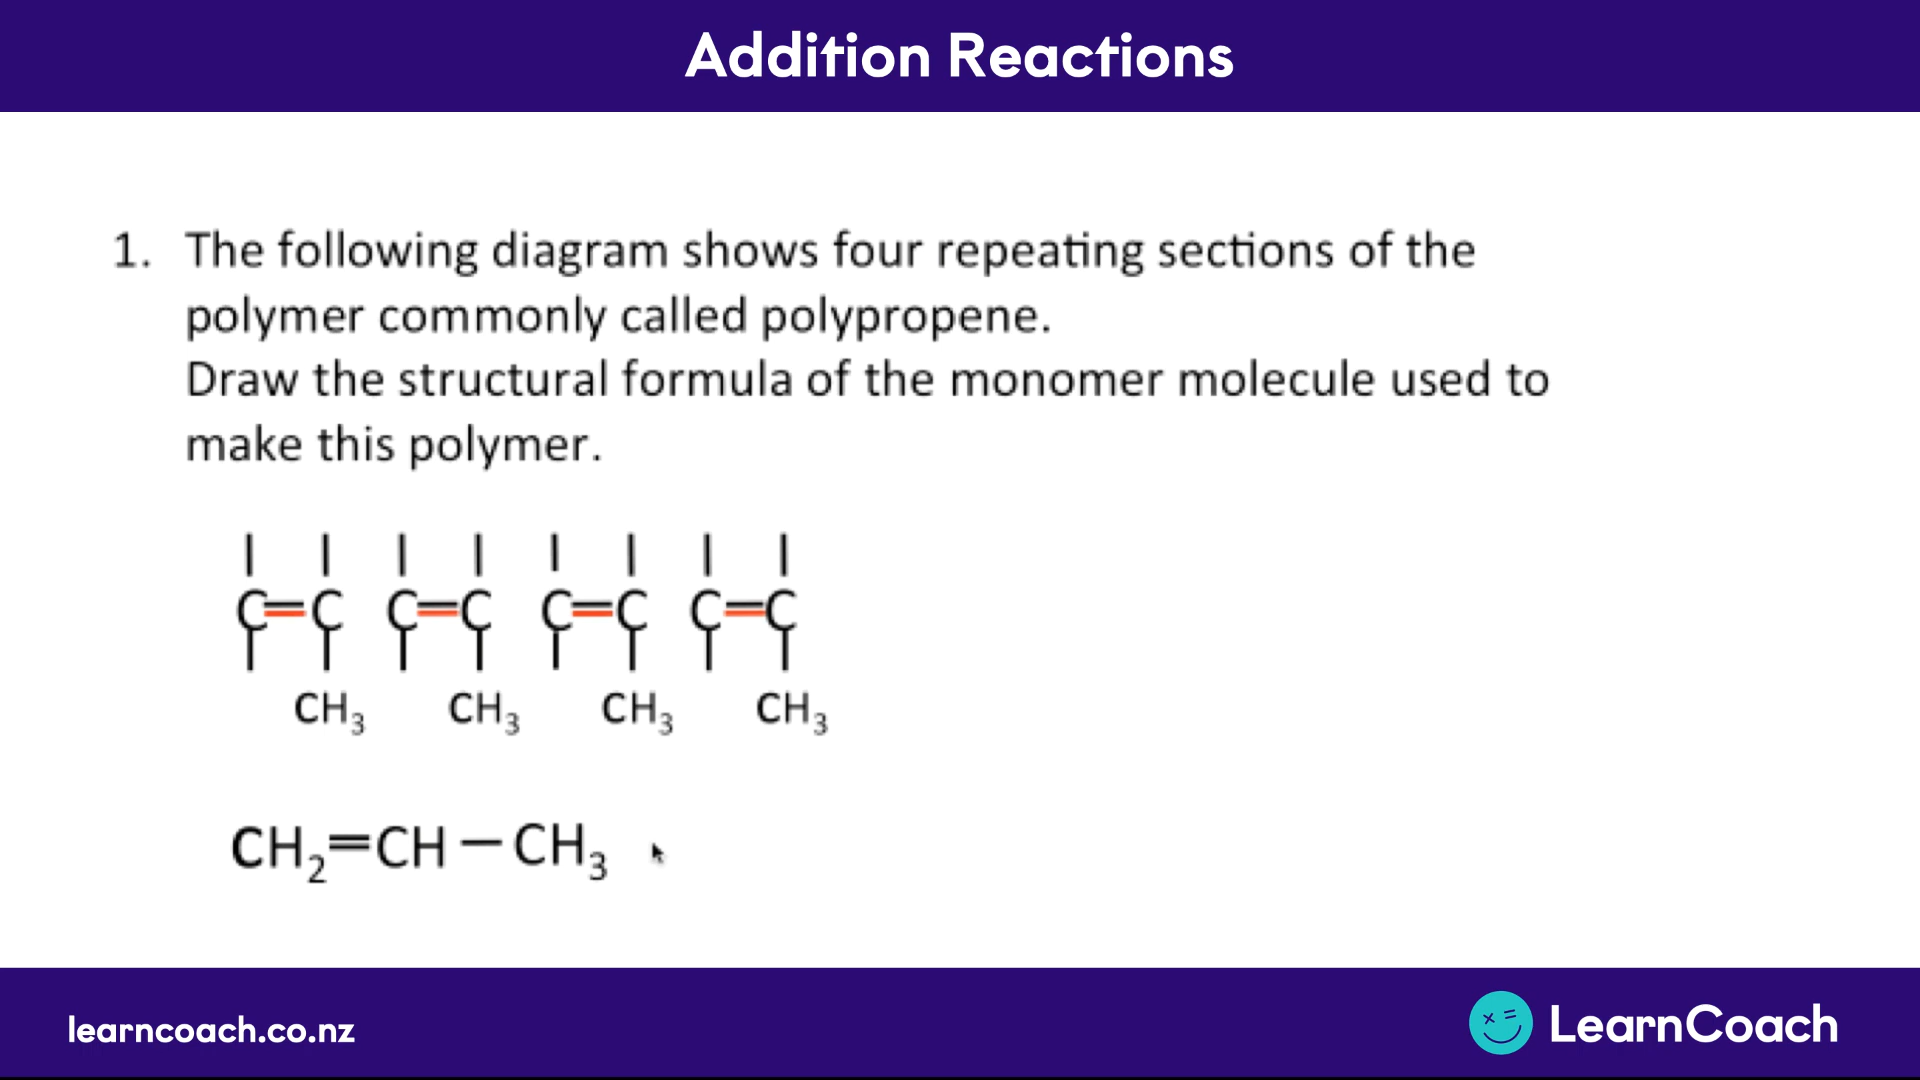 Addition Reactions
1. The following diagram shows four repeating sections of the
polymer commonly called polypropene.
Draw the structural formula of the monomer molecule used to
make this polymer.
C=C C=C C=C C=C
CH₃ CH₃ CH₃ CH₃
CH₂=CH–CH₃
learncoach.co.nz
LearnCoach